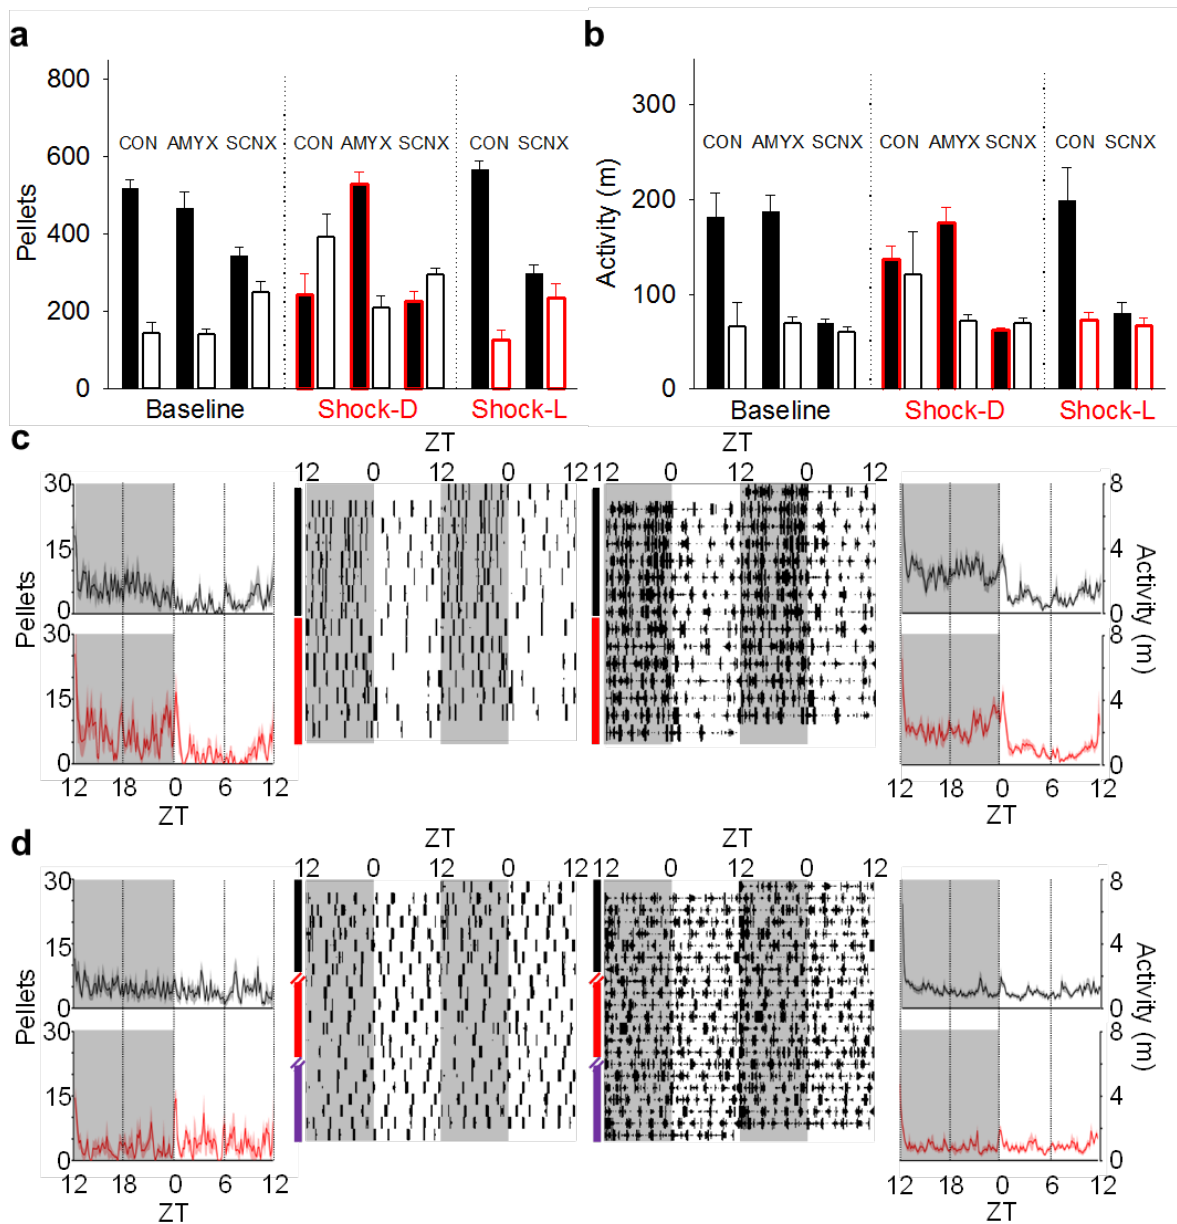 a
b
800
600
400
200
0
Pellets
CON AMYX SCNX
CON AMYX SCNX
CON SCNX
Baseline
Shock-D
Shock-L
300
200
100
0
Activity (m)
CON AMYX SCNX
CON AMYX SCNX
CON SCNX
Baseline
Shock-D
Shock-L
c
ZT
ZT
12 0 12 0 12
12 0 12 0 12
30
15
0
Pellets
30
15
0
12 18 0 6 12
ZT
8
4
0
Activity (m)
8
4
0
12 18 0 6 12
ZT
d
ZT
ZT
12 0 12 0 12
12 0 12 0 12
30
15
0
Pellets
30
15
0
12 18 0 6 12
ZT
8
4
0
Activity (m)
8
4
0
12 18 0 6 12
ZT